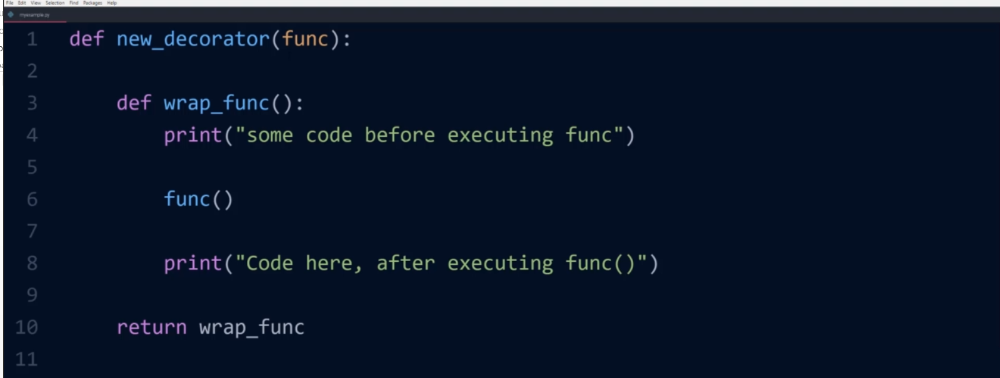 File Edit View Selection Find Packages Help
myexample.py
1 def new_decorator(func):
2
3 def wrap_func():
4 print("some code before executing func")
5
6 func()
7
8 print("Code here, after executing func()")
9
10 return wrap_func
11